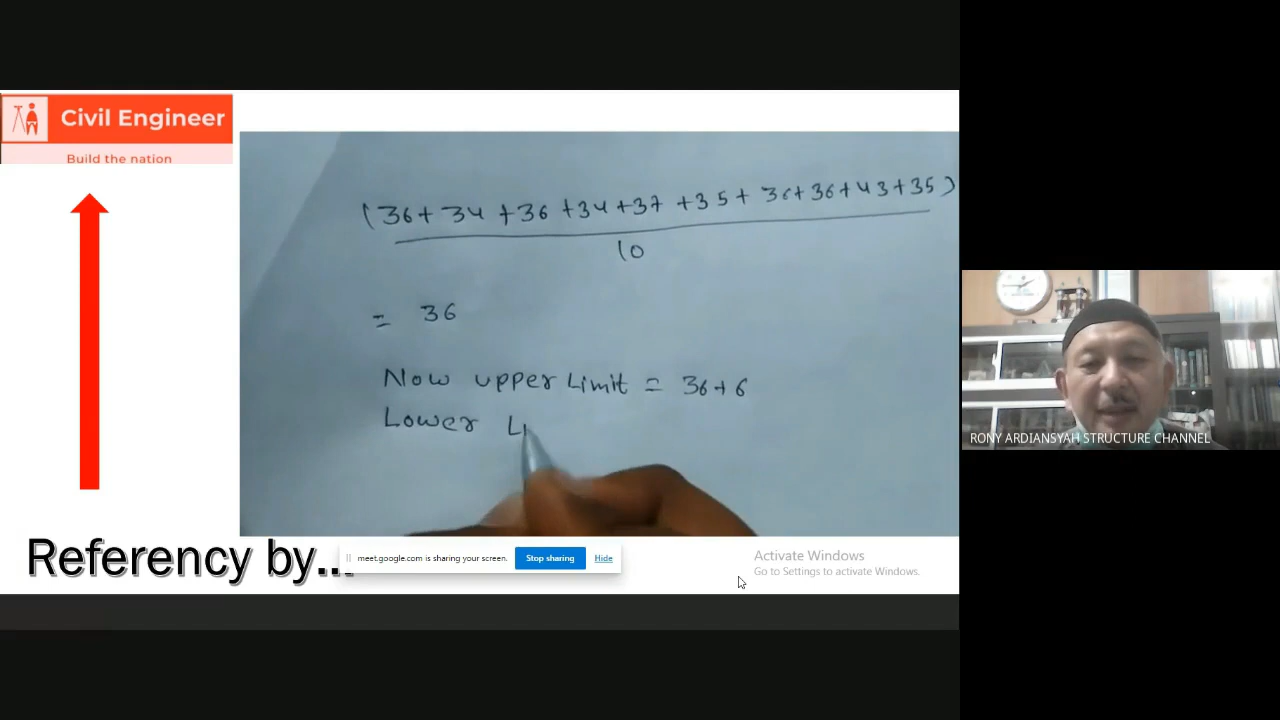 Civil Engineer
Build the nation
(36+34+36+34+37+35+36+36+43+35)
10
= 36
Now upper Limit = 36+6
Lower Li
Referency by...
meet.google.com is sharing your screen. Stop sharing Hide
Activate Windows
Go to Settings to activate Windows.
RONY ARDIANSYAH STRUCTURE CHANNEL